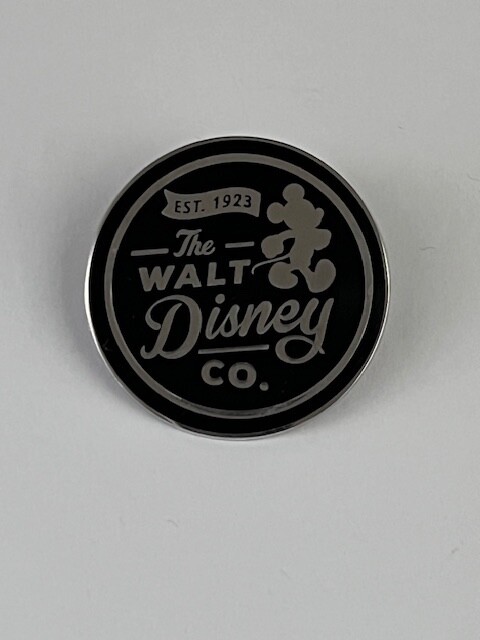 EST. 1923
The
WALT
Disney
CO.